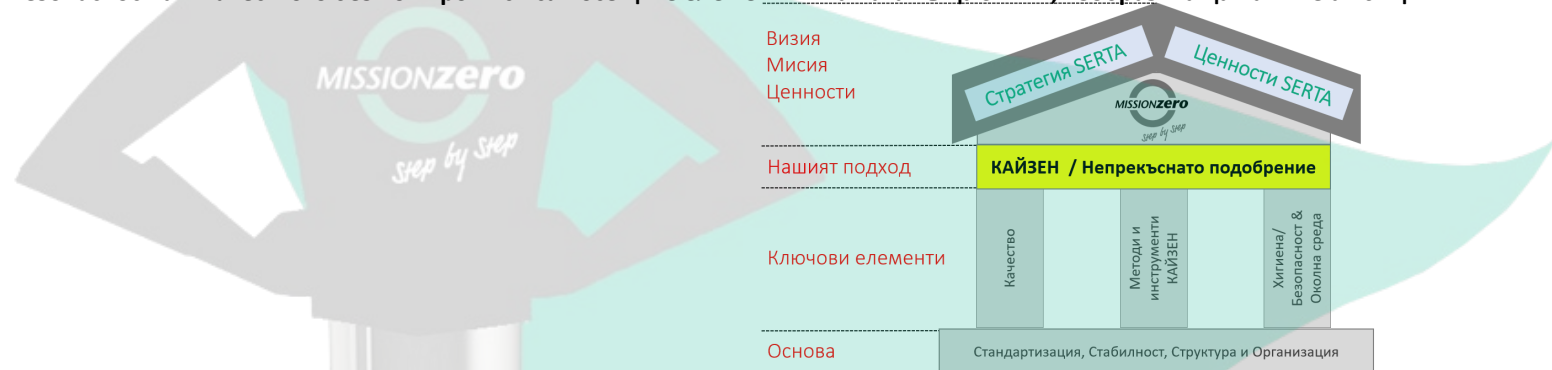 MISSIONZERO
step by step
Визия
Мисия
Ценности
Стратегия SERTA
Ценности SERTA
MISSIONZERO
step by step
Нашият подход
КАЙЗЕН / Непрекъснато подобрение
Ключови елементи
Качество
Методи и
инструменти
КАЙЗЕН
Хигиена/
Безопасност &
Околна среда
Основа
Стандартизация, Стабилност, Структура и Организация